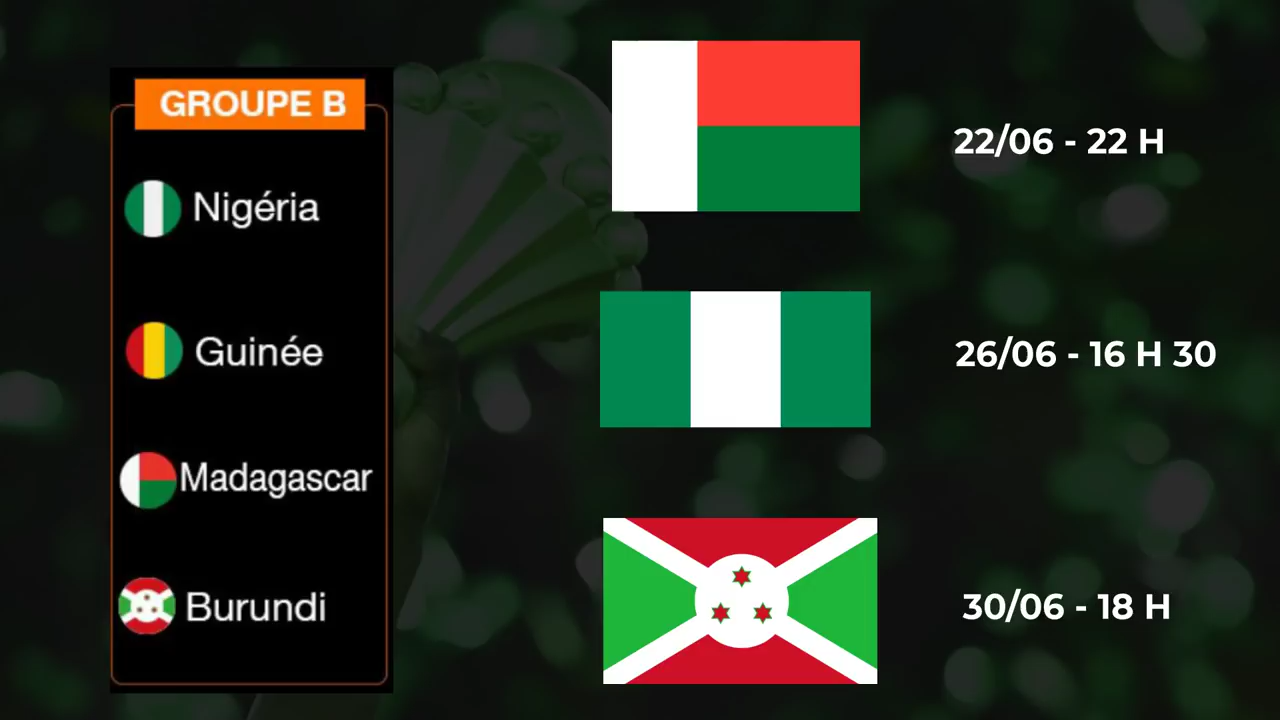 GROUPE B
Nigéria
Guinée
Madagascar
Burundi
22/06 - 22 H
26/06 - 16 H 30
30/06 - 18 H